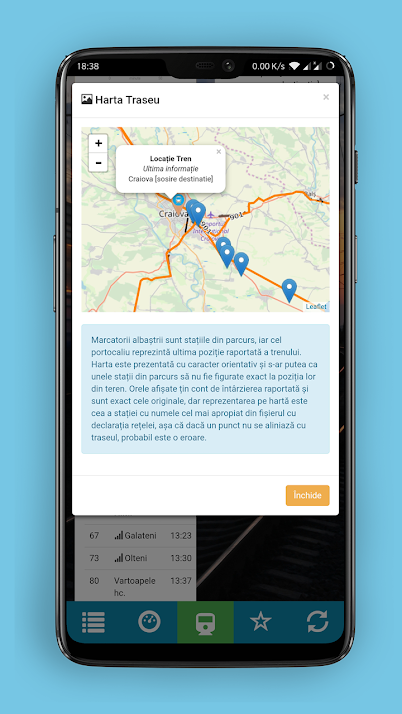 18:38
0.00 K/s
Harta Traseu
×
+
-
×
Locație Tren
Ultima informație
Craiova [sosire destinatie]
Craiova
Leaflet
Marcatorii albaștrii sunt stațiile din parcurs, iar cel
portocaliu reprezintă ultima poziție raportată a trenului.
Harta este prezentată cu caracter orientativ și s-ar putea ca
unele stații din parcurs să nu fie figurate exact la poziția lor
din teren. Orele afișate țin cont de întârzierea raportată și
sunt exact cele originale, dar reprezentarea pe hartă este
cea a stației cu numele cel mai apropiat din fișierul cu
declarația rețelei, așa că dacă un punct nu se aliniază cu
traseul, probabil este o eroare.
Închide
67 Galateni 13:23
73 Olteni 13:30
80 Vartoapele 13:37
hc.